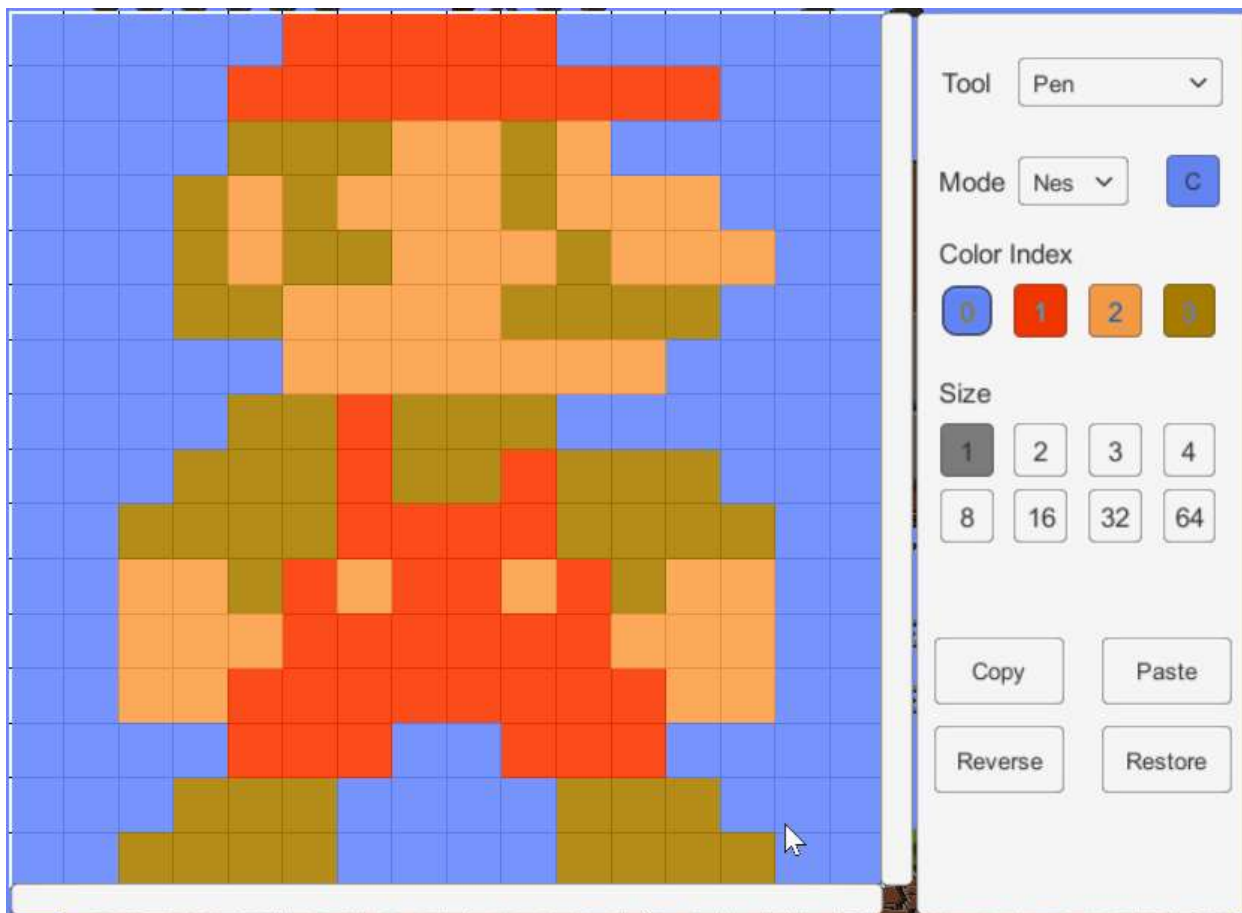 Tool Pen
Mode Nes C
Color Index
0 1 2 3
Size
1 2 3 4
8 16 32 64
Copy Paste
Reverse Restore